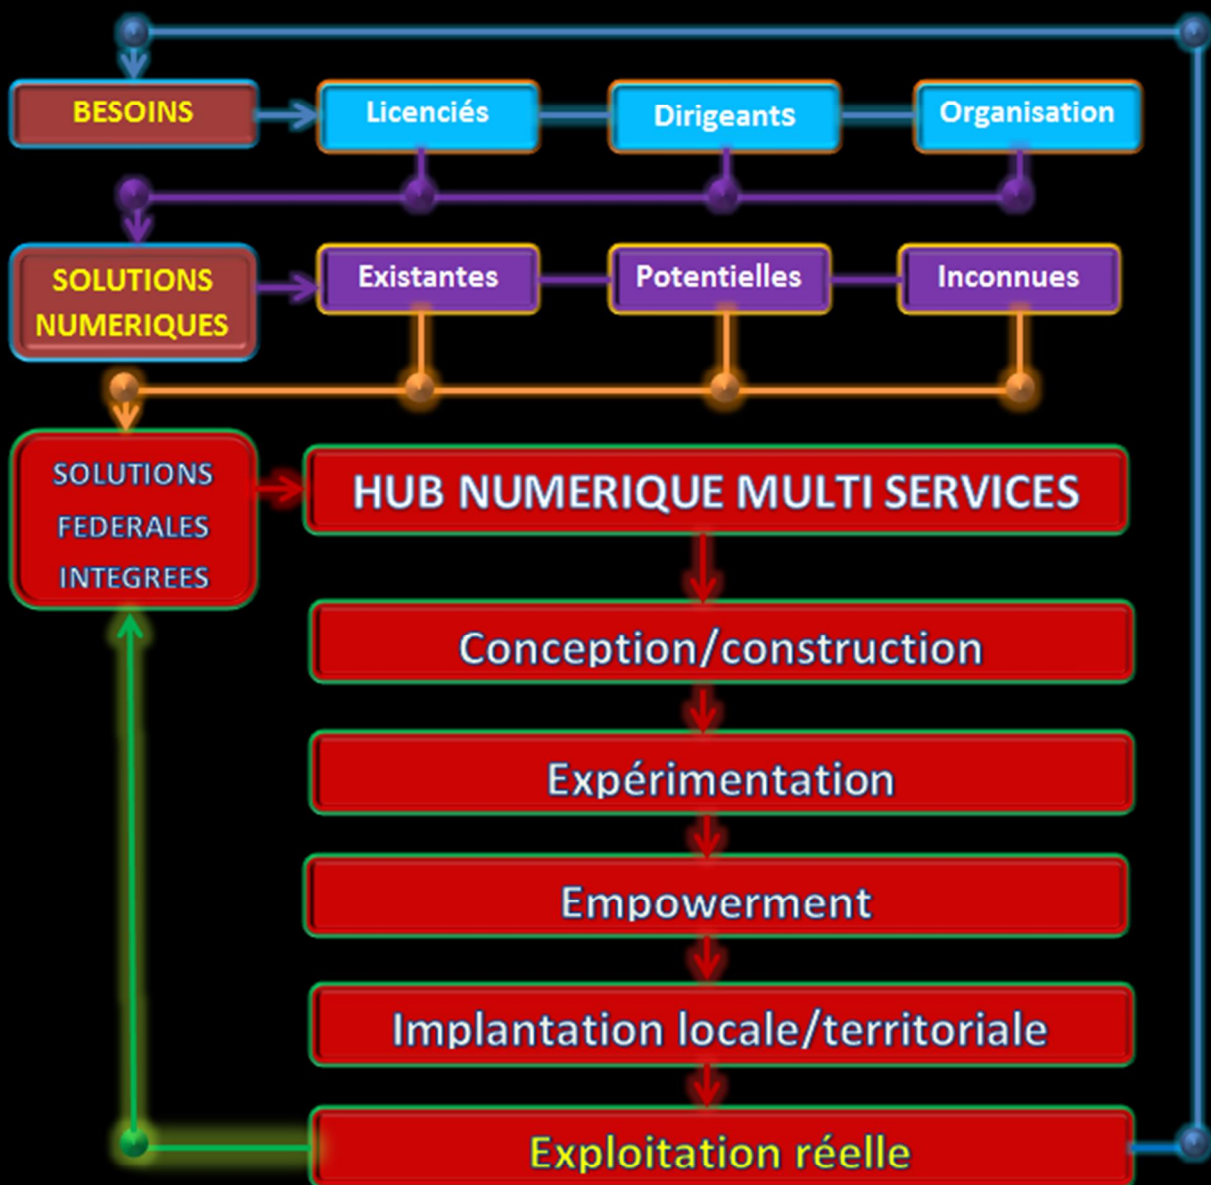 BESOINS
Licenciés
Dirigeants
Organisation
SOLUTIONS
NUMERIQUES
Existantes
Potentielles
Inconnues
SOLUTIONS
FEDERALES
INTEGREES
HUB NUMERIQUE MULTI SERVICES
Conception/construction
Expérimentation
Empowerment
Implantation locale/territoriale
Exploitation réelle